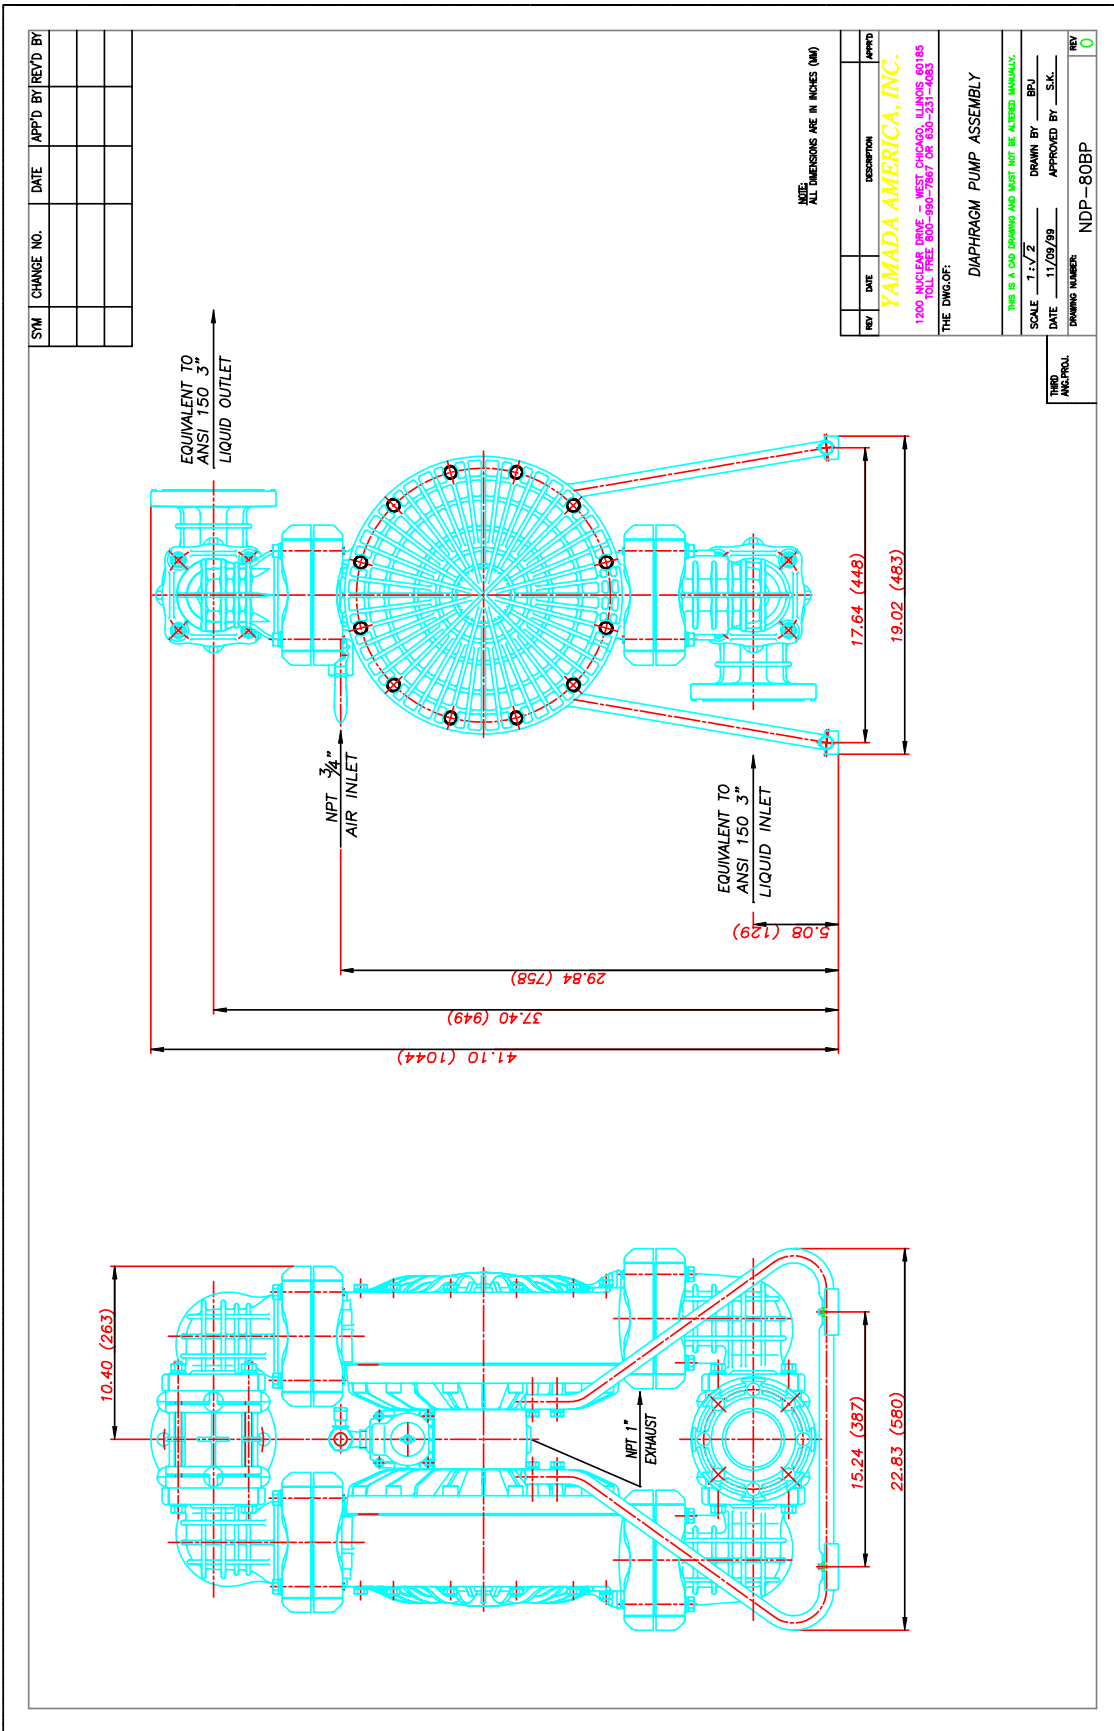 SYM CHANGE NO. DATE APP'D BY REV'D BY
EQUIVALENT TO
ANSI 150 3"
LIQUID OUTLET
NPT 3/4"
AIR INLET
EQUIVALENT TO
ANSI 150 3"
LIQUID INLET
17.64 (448)
19.02 (483)
5.08 (129)
29.84 (758)
37.40 (949)
41.10 (1044)
10.40 (263)
NPT 1"
EXHAUST
15.24 (387)
22.83 (580)
NOTE:
ALL DIMENSIONS ARE IN INCHES (MM)
REV DATE DESCRIPTION APPR'D
YAMADA AMERICA, INC.
1200 NUCLEAR DRIVE - WEST CHICAGO, ILLINOIS 60185
TOLL FREE 800-990-7867 OR 630-231-4083
THE DWG.OF:
DIAPHRAGM PUMP ASSEMBLY
THIS IS A CAD DRAWING AND MUST NOT BE ALTERED MANUALLY.
SCALE 1:√2 DRAWN BY BPJ
DATE 11/09/99 APPROVED BY S.K.
DRAWING NUMBER: REV
NDP-80BP 0
THIRD
ANG.PROJ.